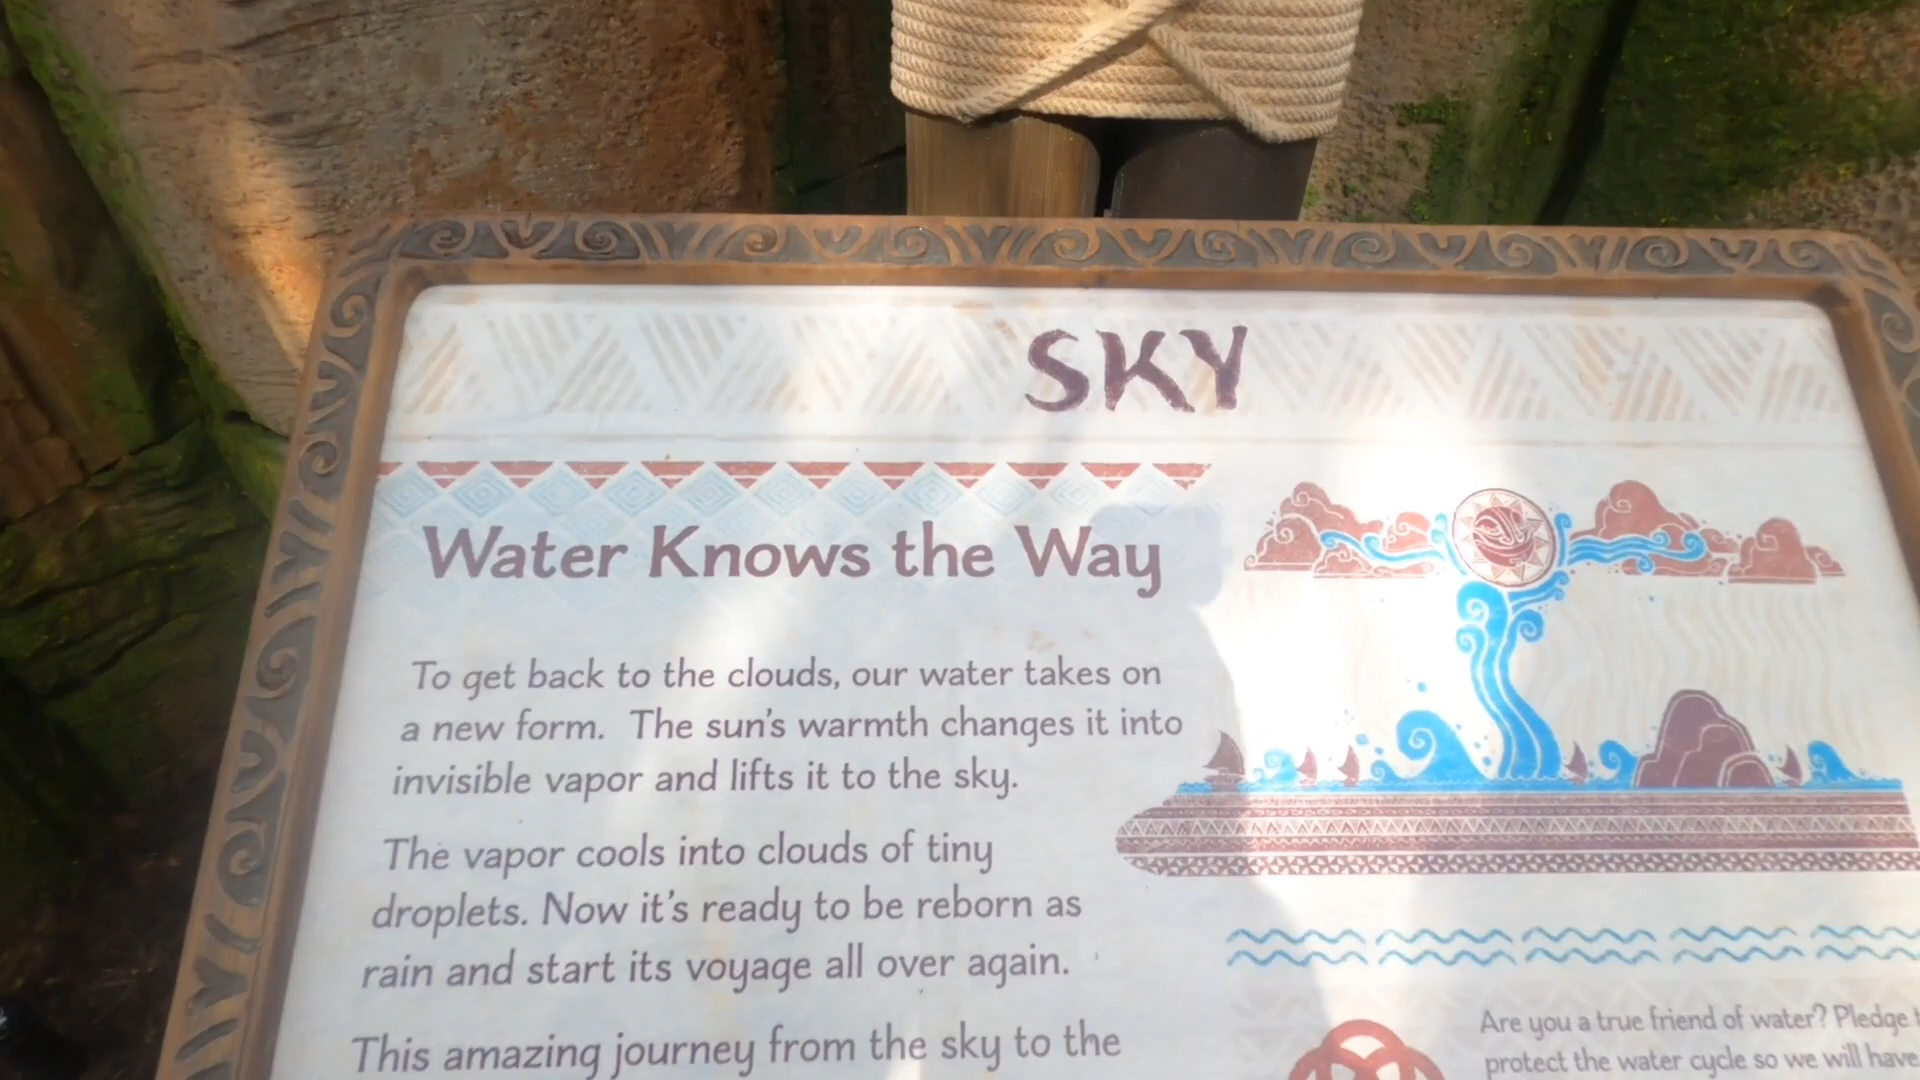 SKY
Water Knows the Way
To get back to the clouds, our water takes on
a new form. The sun's warmth changes it into
invisible vapor and lifts it to the sky.
The vapor cools into clouds of tiny
droplets. Now it's ready to be reborn as
rain and start its voyage all over again.
This amazing journey from the sky to the
Are you a true friend of water? Pledge
protect the water cycle so we will have